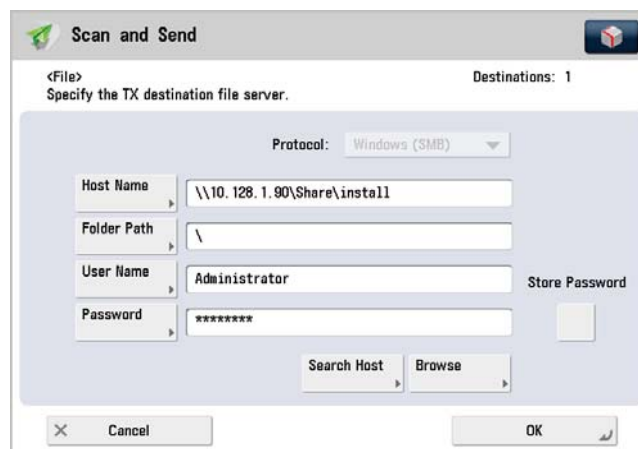 Scan and Send
<File>
Destinations: 1
Specify the TX destination file server.
Protocol: Windows (SMB)
Host Name \\10.128.1.90\Share\install
Folder Path \
User Name Administrator
Store Password
Password ********
Search Host Browse
Cancel OK